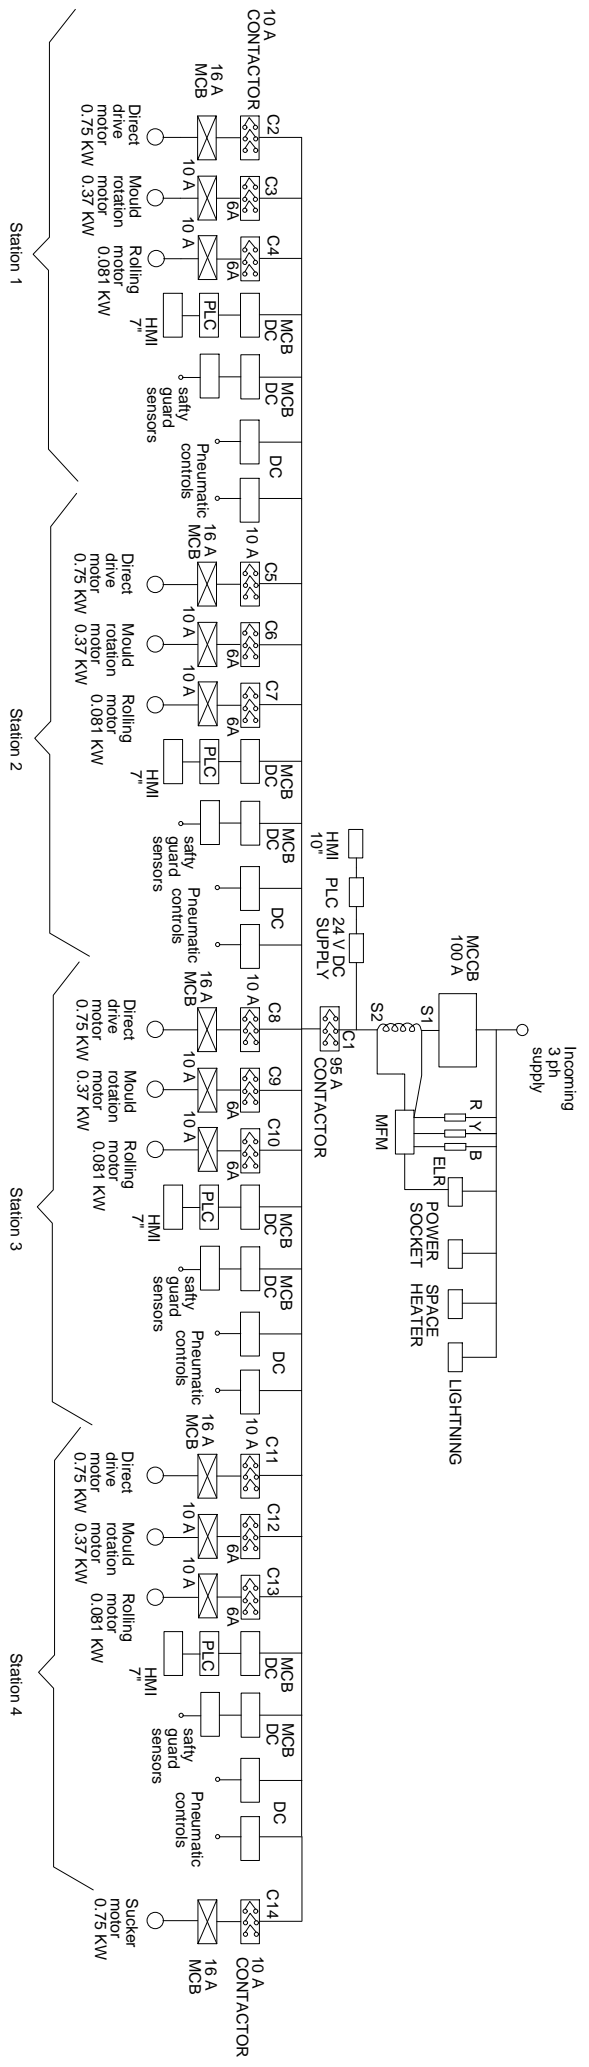 Incoming
3 ph
supply
MCCB
100 A
R
Y
B
ELR
POWER
SOCKET
SPACE
HEATER
LIGHTNING
S1
S2
MFM
HMI
10"
PLC
24 V DC
SUPPLY
C1
95 A
CONTACTOR
10 A
CONTACTOR
C2
16 A
MCB
Direct
drive
motor
0.75 KW
C3
6A
10 A
Mould
rotation
motor
0.37 KW
C4
6A
10 A
Rolling
motor
0.081 KW
MCB
DC
PLC
HMI
7"
MCB
DC
safty
guard
sensors
DC
Pneumatic
controls
Station 1
C5
10 A
16 A
MCB
Direct
drive
motor
0.75 KW
C6
6A
10 A
Mould
rotation
motor
0.37 KW
C7
6A
10 A
Rolling
motor
0.081 KW
MCB
DC
PLC
HMI
7"
MCB
DC
safty
guard
sensors
DC
Pneumatic
controls
Station 2
C8
10 A
16 A
MCB
Direct
drive
motor
0.75 KW
C9
6A
10 A
Mould
rotation
motor
0.37 KW
C10
6A
10 A
Rolling
motor
0.081 KW
MCB
DC
PLC
HMI
7"
MCB
DC
safty
guard
sensors
DC
Pneumatic
controls
Station 3
C11
10 A
16 A
MCB
Direct
drive
motor
0.75 KW
C12
6A
10 A
Mould
rotation
motor
0.37 KW
C13
6A
10 A
Rolling
motor
0.081 KW
MCB
DC
PLC
HMI
7"
MCB
DC
safty
guard
sensors
DC
Pneumatic
controls
Station 4
C14
10 A
CONTACTOR
16 A
MCB
Sucker
motor
0.75 KW